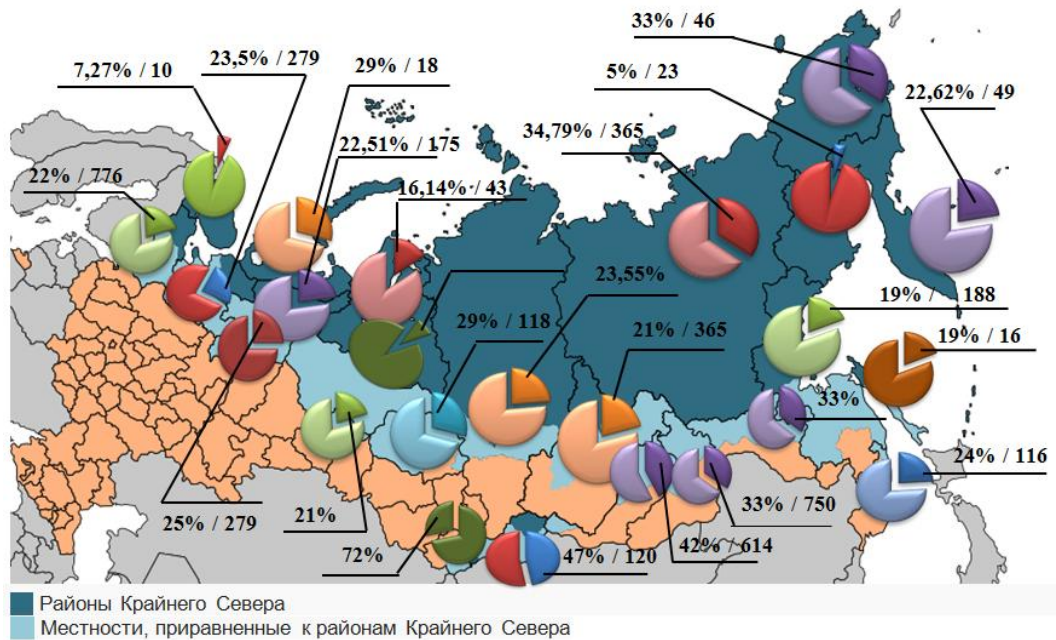 33% / 46
23,5% / 279
7,27% / 10
29% / 18
5% / 23
22,62% / 49
34,79% / 365
22,51% / 175
22% / 776
16,14% / 43
23,55%
19% / 188
29% / 118
21% / 365
19% / 16
33%
24% / 116
25% / 279
21%
33% / 750
72%
47% / 120
42% / 614
Районы Крайнего Севера
Местности, приравненные к районам Крайнего Севера